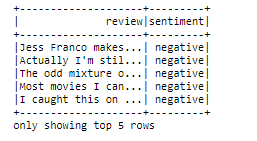 +--------------------+---------+
|              review|sentiment|
+--------------------+---------+
|Jess Franco makes...| negative|
|Actually I'm stil...| negative|
|The odd mixture o...| negative|
|Most movies I can...| negative|
|I caught this on ...| negative|
+--------------------+---------+
only showing top 5 rows